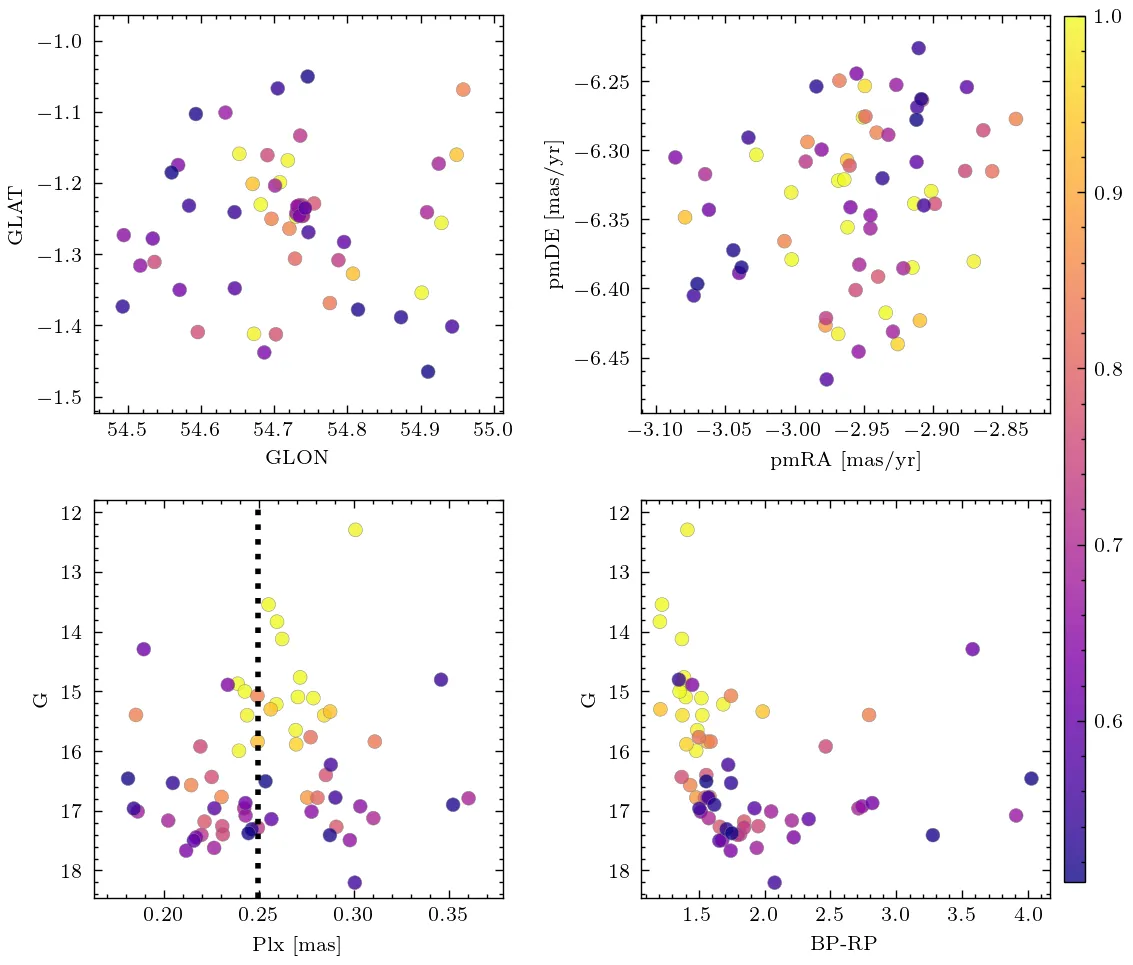 −1.0
−1.1
−1.2
−1.3
−1.4
−1.5
GLAT
54.5 54.6 54.7 54.8 54.9 55.0
GLON
−6.25
−6.30
−6.35
−6.40
−6.45
pmDE [mas/yr]
−3.10 −3.05 −3.00 −2.95 −2.90 −2.85
pmRA [mas/yr]
12
13
14
15
16
17
18
G
0.20 0.25 0.30 0.35
Plx [mas]
12
13
14
15
16
17
18
G
1.5 2.0 2.5 3.0 3.5 4.0
BP-RP
1.0
0.9
0.8
0.7
0.6